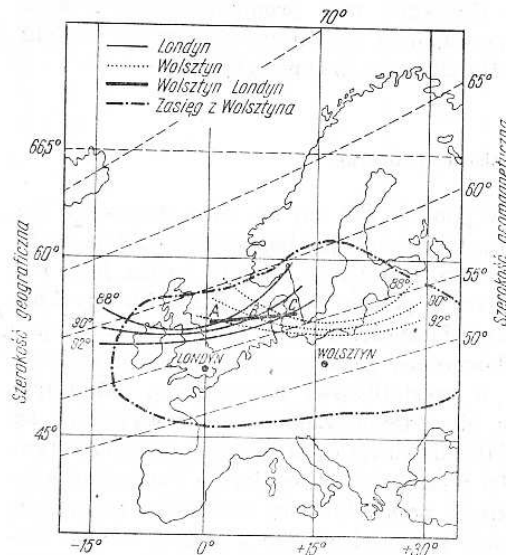 70°
Londyn
Wolsztyn
Wolsztyn Londyn
Zasięg z Wolsztyna
65°
66,5°
60°
60°
55°
50°
45°
Szerokość geograficzna
Szerokość geomagnetyczna
88°
90°
92°
88°
90°
92°
A
B
C
LONDYN
WOLSZTYN
-15°
0°
+15°
+30°